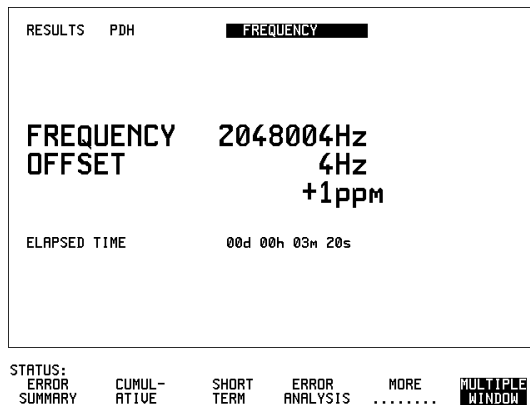 RESULTS PDH FREQUENCY
FREQUENCY 2048004Hz
OFFSET 4Hz
+1ppm
ELAPSED TIME 00d 00h 03m 20s
STATUS:
ERROR CUMUL- SHORT ERROR MORE MULTIPLE
SUMMARY ATIVE TERM ANALYSIS ........ WINDOW